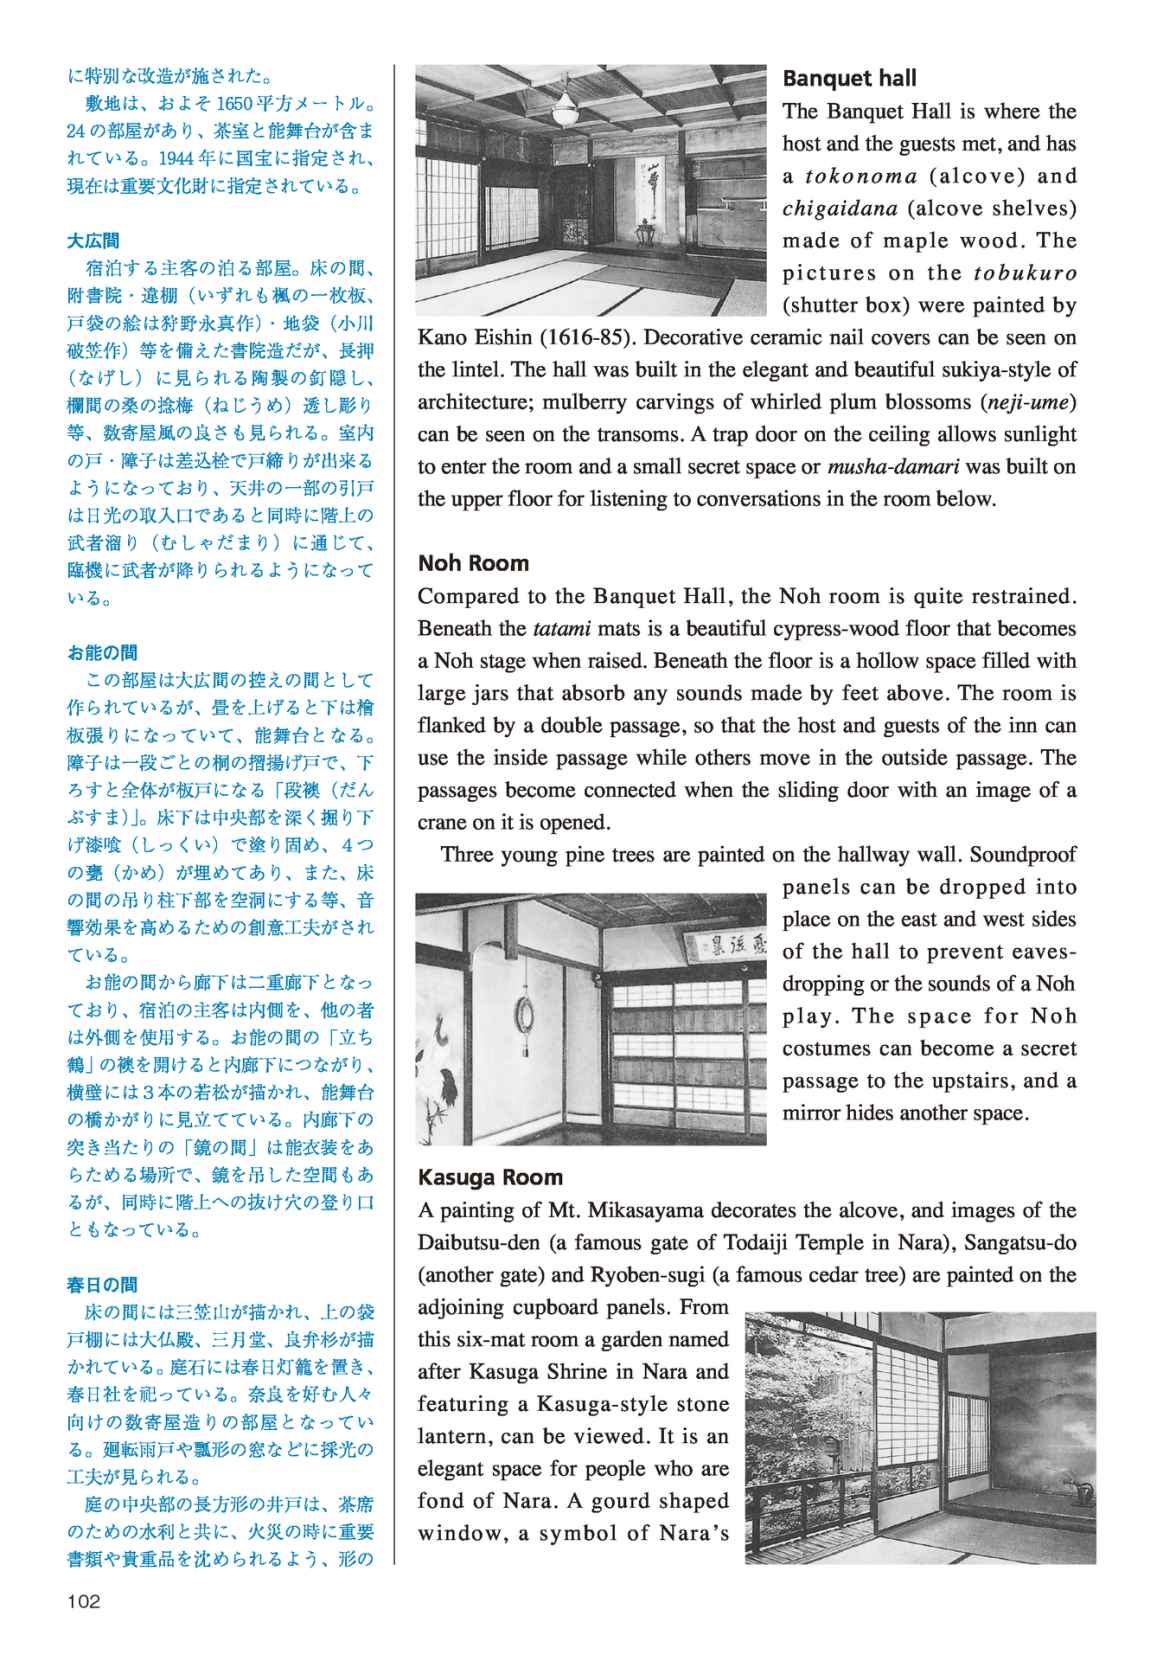 に特別な改造が施された。
敷地は、およそ1650平方メートル。
24の部屋があり、茶室と能舞台が含ま
れている。1944年に国宝に指定され、
現在は重要文化財に指定されている。
大広間
宿泊する主客の泊る部屋。床の間、
附書院・違棚（いずれも楓の一枚板、
戸袋の絵は狩野永真作）・地袋（小川
破笠作）等を備えた書院造だが、長押
（なげし）に見られる陶製の釘隠し、
欄間の桑の捻梅（ねじうめ）透し彫り
等、数寄屋風の良さも見られる。室内
の戸・障子は差込栓で戸締りが出来る
ようになっており、天井の一部の引戸
は日光の取入口であると同時に階上の
武者溜り（むしゃだまり）に通じて、
臨機に武者が降りられるようになって
いる。
お能の間
この部屋は大広間の控えの間として
作られているが、畳を上げると下は檜
板張りになっていて、能舞台となる。
障子は一段ごとの桐の摺揚げ戸で、下
ろすと全体が板戸になる「段襖（だん
ぶすま）」。床下は中央部を深く掘り下
げ漆喰（しっくい）で塗り固め、４つ
の甕（かめ）が埋めてあり、また、床
の間の吊り柱下部を空洞にする等、音
響効果を高めるための創意工夫がされ
ている。
お能の間から廊下は二重廊下となっ
ており、宿泊の主客は内側を、他の者
は外側を使用する。お能の間の「立ち
鶴」の襖を開けると内廊下につながり、
横壁には３本の若松が描かれ、能舞台
の橋かがりに見立てている。内廊下の
突き当たりの「鏡の間」は能衣装をあ
らためる場所で、鏡を吊した空間もあ
るが、同時に階上への抜け穴の登り口
ともなっている。
春日の間
床の間には三笠山が描かれ、上の袋
戸棚には大仏殿、三月堂、良弁杉が描
かれている。庭石には春日灯籠を置き、
春日社を祀っている。奈良を好む人々
向けの数寄屋造りの部屋となってい
る。廻転雨戸や瓢形の窓などに採光の
工夫が見られる。
庭の中央部の長方形の井戸は、茶席
のための水利と共に、火災の時に重要
書類や貴重品を沈められるよう、形の
102
Banquet hall
The Banquet Hall is where the
host and the guests met, and has
a tokonoma (alcove) and
chigaidana (alcove shelves)
made of maple wood. The
pictures on the tobukuro
(shutter box) were painted by
Kano Eishin (1616-85). Decorative ceramic nail covers can be seen on
the lintel. The hall was built in the elegant and beautiful sukiya-style of
architecture; mulberry carvings of whirled plum blossoms (neji-ume)
can be seen on the transoms. A trap door on the ceiling allows sunlight
to enter the room and a small secret space or musha-damari was built on
the upper floor for listening to conversations in the room below.
Noh Room
Compared to the Banquet Hall, the Noh room is quite restrained.
Beneath the tatami mats is a beautiful cypress-wood floor that becomes
a Noh stage when raised. Beneath the floor is a hollow space filled with
large jars that absorb any sounds made by feet above. The room is
flanked by a double passage, so that the host and guests of the inn can
use the inside passage while others move in the outside passage. The
passages become connected when the sliding door with an image of a
crane on it is opened.
Three young pine trees are painted on the hallway wall. Soundproof
panels can be dropped into
place on the east and west sides
of the hall to prevent eaves-
dropping or the sounds of a Noh
play. The space for Noh
costumes can become a secret
passage to the upstairs, and a
mirror hides another space.
Kasuga Room
A painting of Mt. Mikasayama decorates the alcove, and images of the
Daibutsu-den (a famous gate of Todaiji Temple in Nara), Sangatsu-do
(another gate) and Ryoben-sugi (a famous cedar tree) are painted on the
adjoining cupboard panels. From
this six-mat room a garden named
after Kasuga Shrine in Nara and
featuring a Kasuga-style stone
lantern, can be viewed. It is an
elegant space for people who are
fond of Nara. A gourd shaped
window, a symbol of Nara's